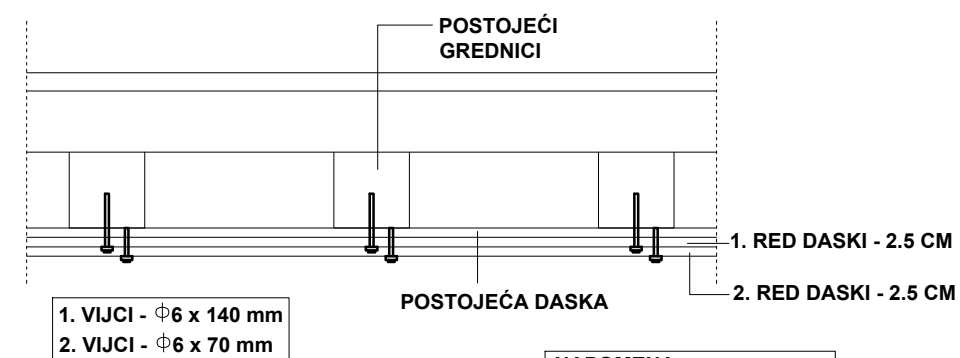 POSTOJEĆI
GREDNICI
1. RED DASKI - 2.5 CM
POSTOJEĆA DASKA
2. RED DASKI - 2.5 CM
1. VIJCI - Φ6 x 140 mm
2. VIJCI - Φ6 x 70 mm